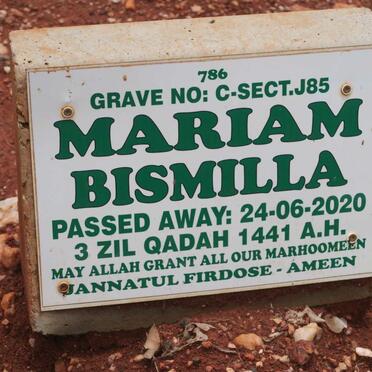 786
GRAVE NO: C-SECT.J85
MARIAM
BISMILLA
PASSED AWAY: 24-06-2020
3 ZIL QADAH 1441 A.H.
MAY ALLAH GRANT ALL OUR MARHOOMEEN
JANNATUL FIRDOSE - AMEEN